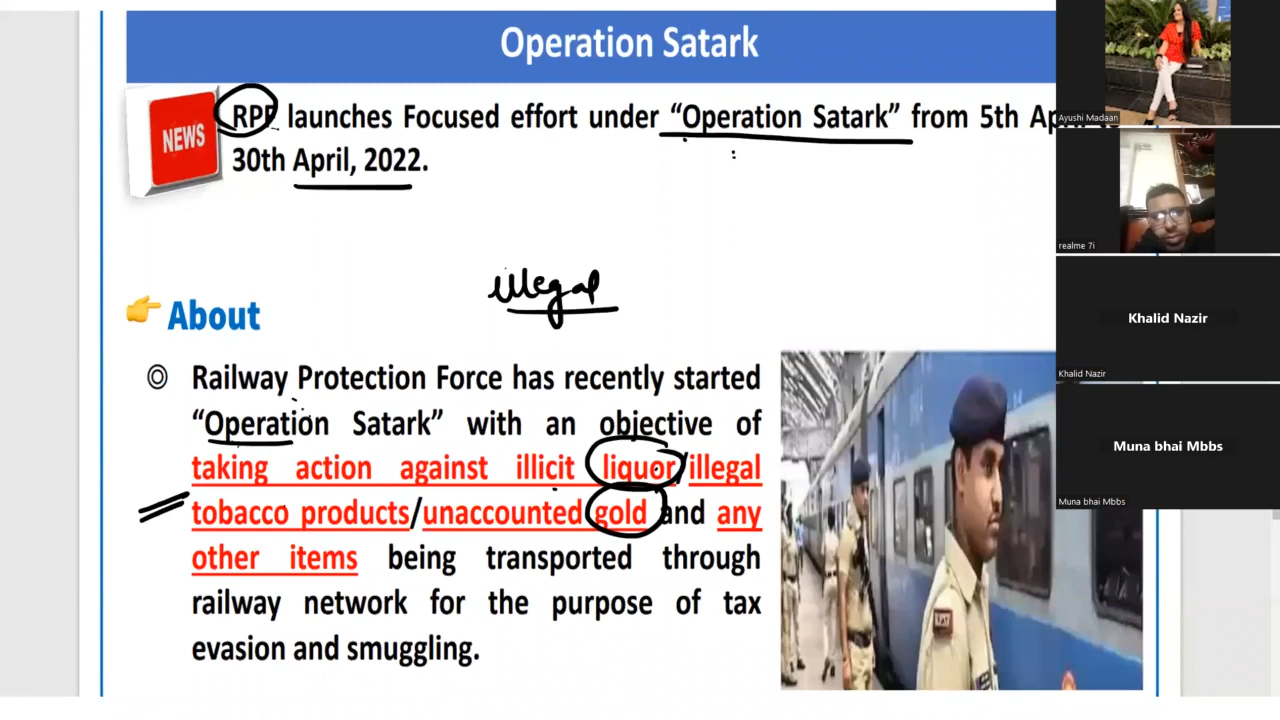 Operation Satark
NEWS
RPF launches Focused effort under “Operation Satark” from 5th April to
30th April, 2022.
illegal
About
Railway Protection Force has recently started
“Operation Satark” with an objective of
taking action against illicit liquor/illegal
tobacco products/unaccounted gold and any
other items being transported through
railway network for the purpose of tax
evasion and smuggling.
Ayushi Madaan
realme 7i
Khalid Nazir
Khalid Nazir
Muna bhai Mbbs
Muna bhai Mbbs